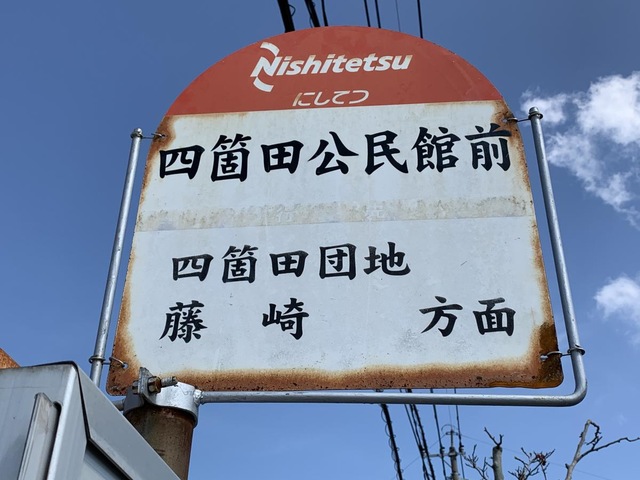 Nishitetsu
にしてつ
四箇田公民館前
四箇田団地
藤崎 方面